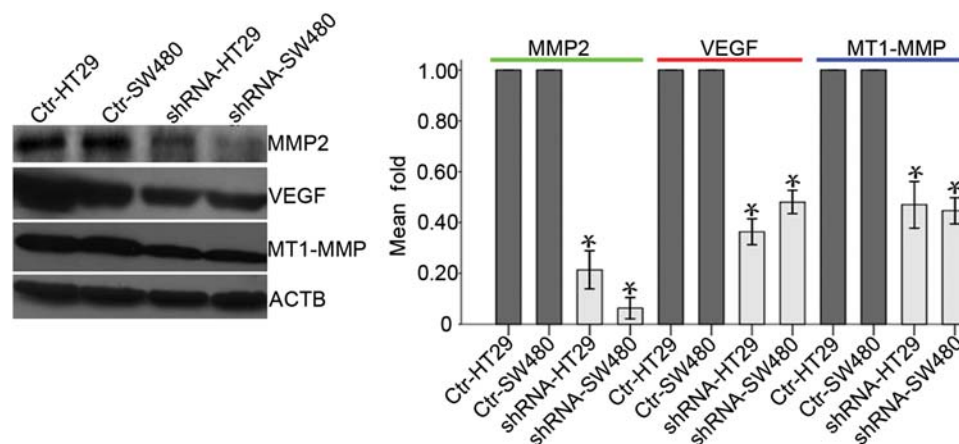 Ctr-HT29
Ctr-SW480
shRNA-HT29
shRNA-SW480
MMP2
VEGF
MT1-MMP
ACTB
MMP2
VEGF
MT1-MMP
Mean fold
1.00
0.80
0.60
0.40
0.20
0
*
*
*
*
*
*
Ctr-HT29
Ctr-SW480
shRNA-HT29
shRNA-SW480
Ctr-HT29
Ctr-SW480
shRNA-HT29
shRNA-SW480
Ctr-HT29
Ctr-SW480
shRNA-HT29
shRNA-SW480